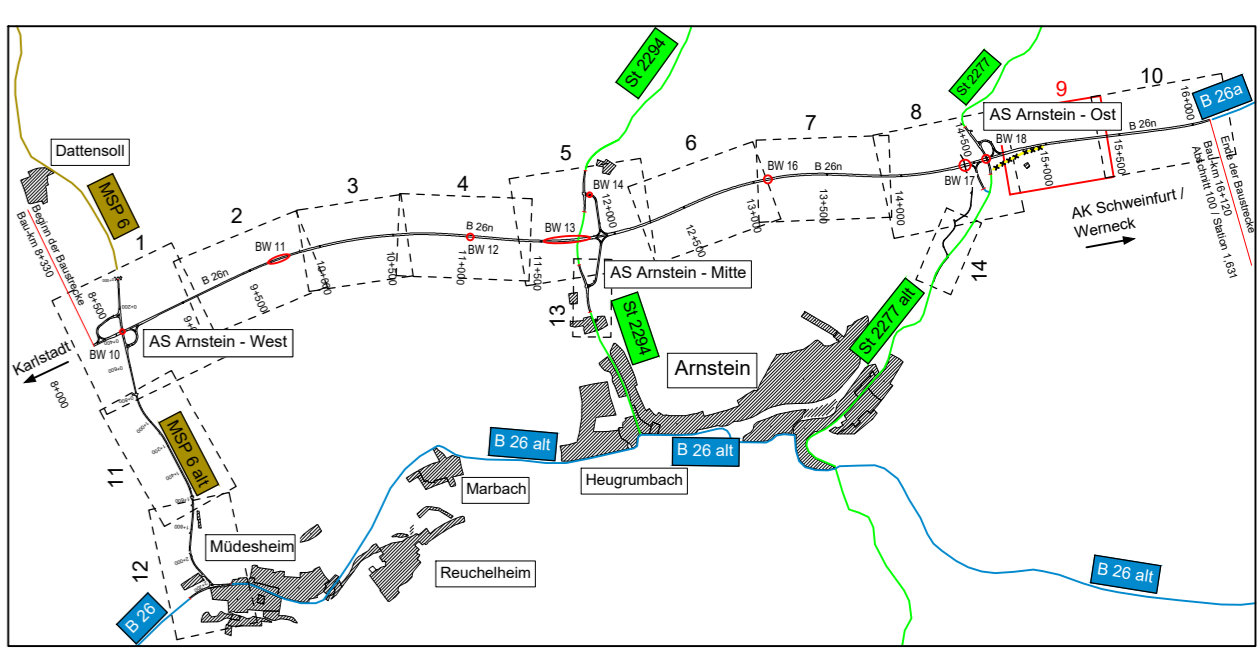 St 2294
St 2277
B 26a
Dattensoll
MSP 6
Beginn der Baustrecke
Bau-km 8+330
1
2
3
4
5
6
7
8
9
10
AS Arnstein - Ost
B 26n
16+000
15+500
15+000
14+500
BW 18
BW 17
Ende der Baustrecke
Bau-km 16+120
Abschnitt 100 / Station 1,631
AK Schweinfurt /
Werneck
BW 16
B 26n
13+500
14+000
13+000
12+500
BW 14
12+000
BW 13
B 26n
BW 12
11+000
11+500
10+500
10+000
BW 11
B 26n
9+500
8+500
BW 10
AS Arnstein - West
AS Arnstein - Mitte
Karlstadt
8+000
13
14
St 2294
St 2277 alt
Arnstein
MSP 6 alt
11
B 26 alt
B 26 alt
Heugrumbach
Marbach
12
Müdesheim
Reuchelheim
B 26 alt
B 26